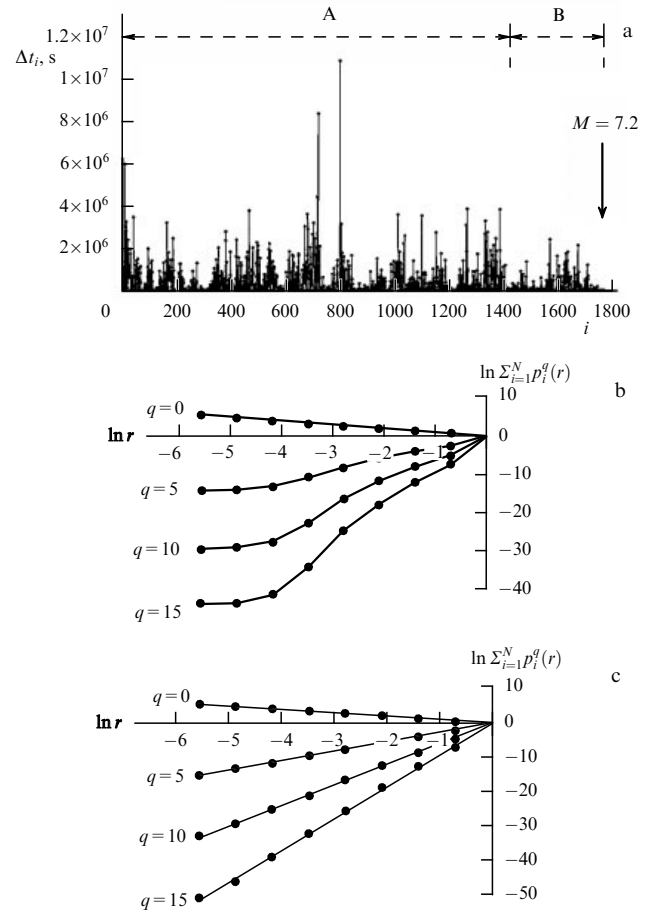 A B
a
1.2×10⁷
Δtᵢ, s
1×10⁷
8×10⁶
6×10⁶
4×10⁶
2×10⁶
M = 7.2
0 200 400 600 800 1000 1200 1400 1600 1800
i
ln Σᵢ₌₁ᴺ pᵢ^q(r)
b
10
q=0
ln r
0
−6 −5 −4 −3 −2 −1
−10
q=5
−20
q=10
−30
−40
q=15
ln Σᵢ₌₁ᴺ pᵢ^q(r)
c
10
q=0
ln r
0
−6 −5 −4 −3 −2 −1
−10
q=5
−20
−30
q=10
−40
q=15
−50